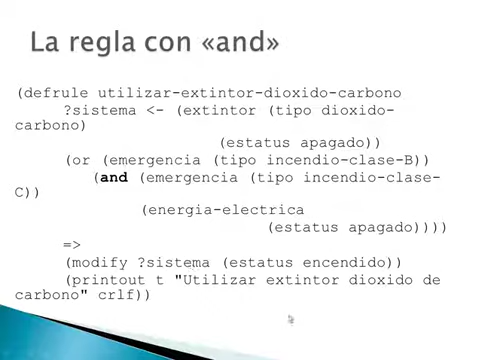 La regla con «and»
(defrule utilizar-extintor-dioxido-carbono
?sistema <- (extintor (tipo dioxido-
carbono)
(estatus apagado))
(or (emergencia (tipo incendio-clase-B))
(and (emergencia (tipo incendio-clase-
C))
(energia-electrica
(estatus apagado))))
=>
(modify ?sistema (estatus encendido))
(printout t "Utilizar extintor dioxido de
carbono" crlf))